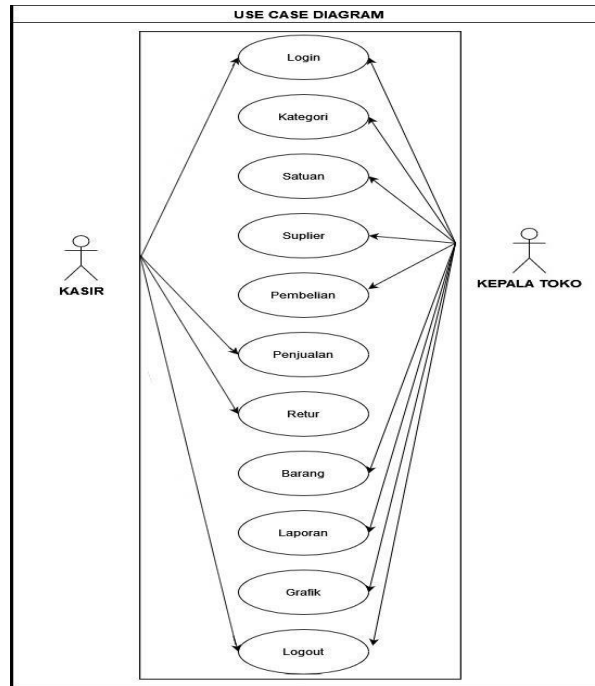 USE CASE DIAGRAM
Login
Kategori
Satuan
Suplier
KASIR
KEPALA TOKO
Pembelian
Penjualan
Retur
Barang
Laporan
Grafik
Logout